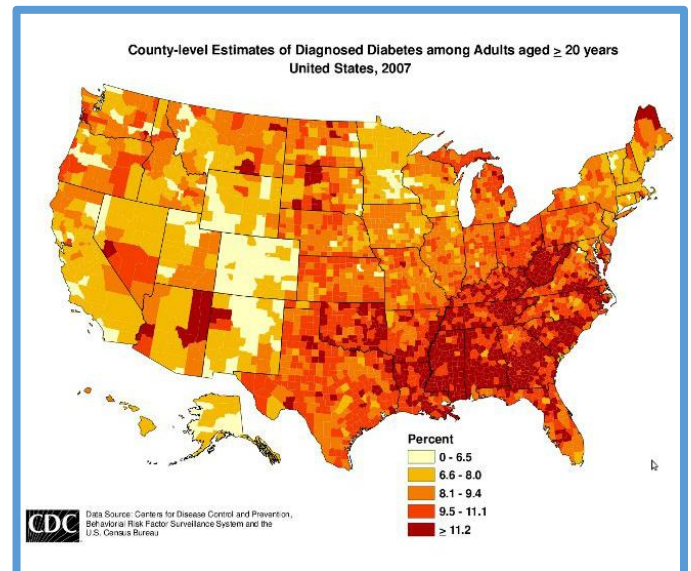 County-level Estimates of Diagnosed Diabetes among Adults aged ≥ 20 years
United States, 2007
Percent
0 - 6.5
6.6 - 8.0
8.1 - 9.4
9.5 - 11.1
≥ 11.2
CDC
Data Source: Centers for Disease Control and Prevention,
Behavioral Risk Factor Surveillance System and the
U.S. Census Bureau